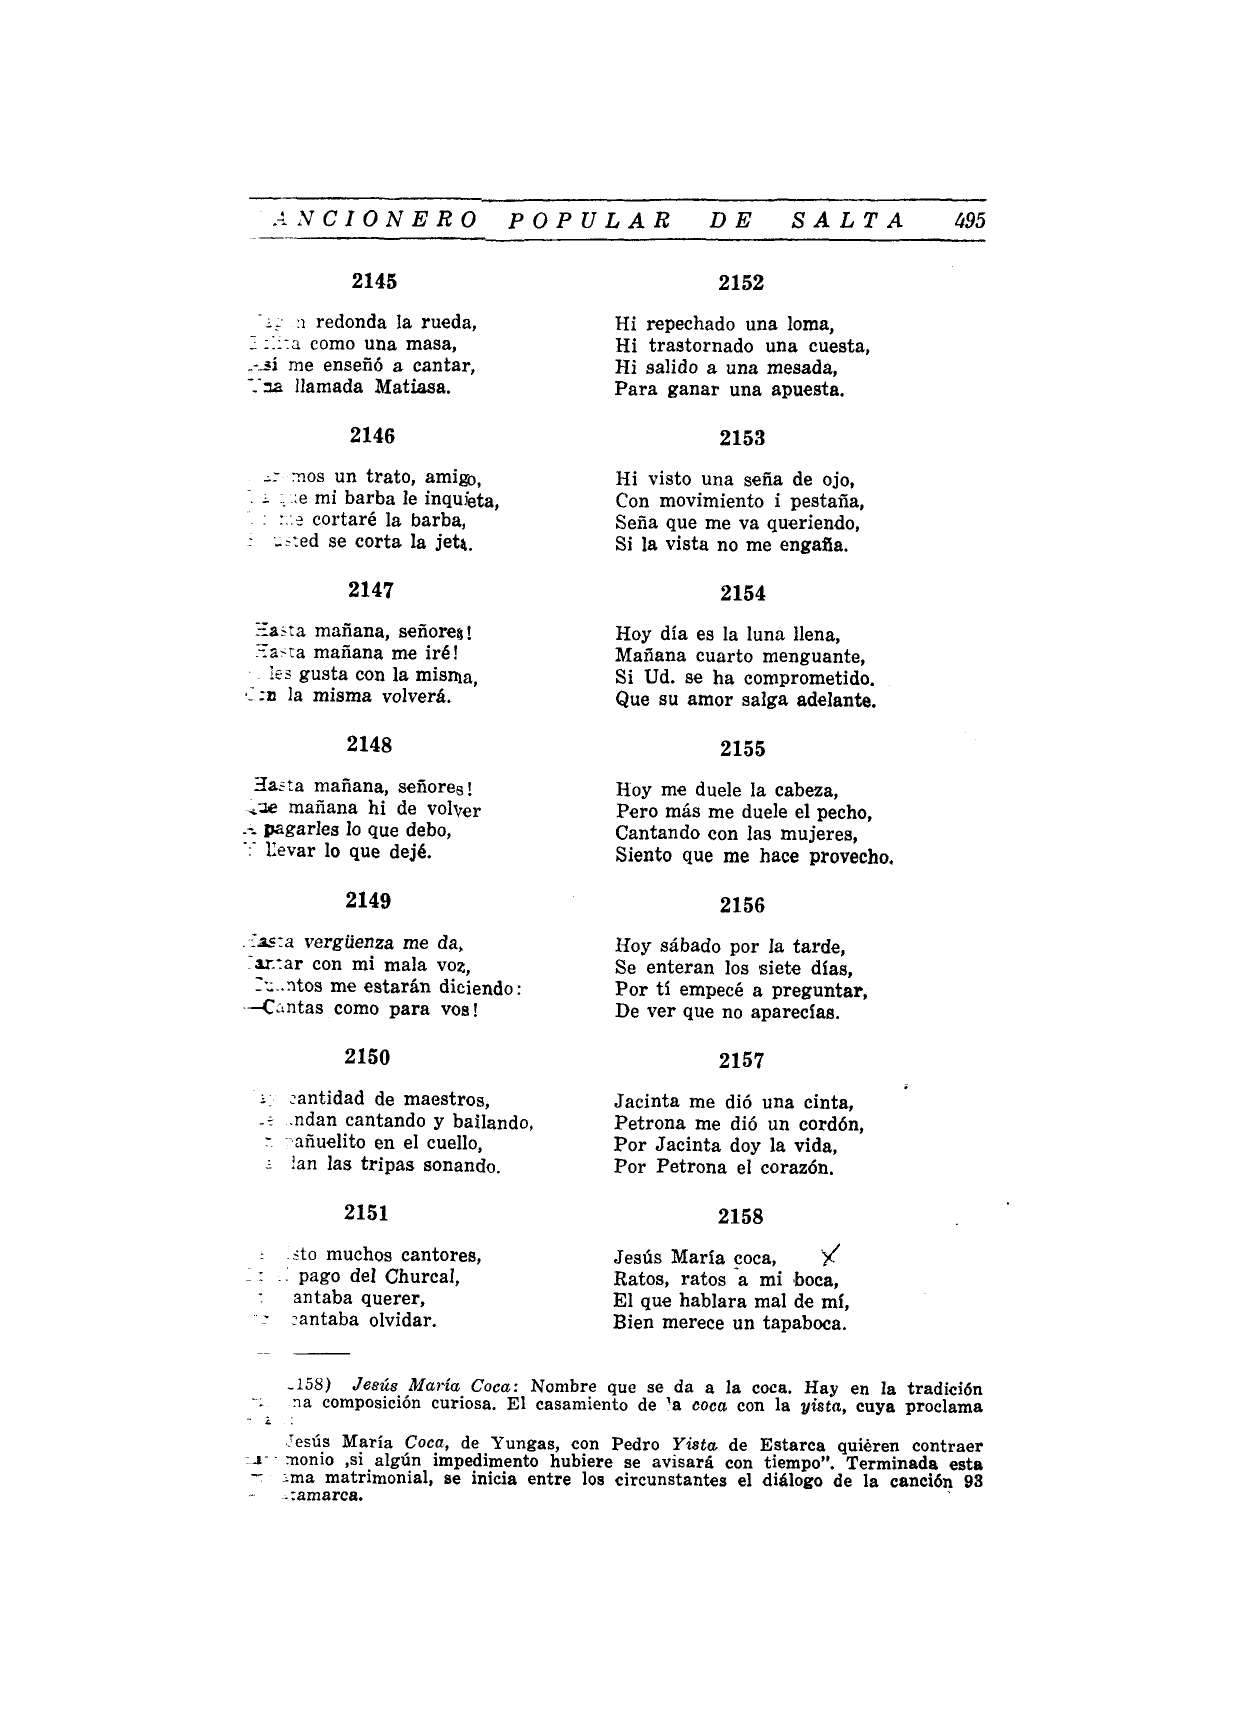 ANCIONERO POPULAR DE SALTA 495
2145
redonda la rueda,
como una masa,
me enseñó a cantar,
Una llamada Matiasa.
2146
un trato, amigo,
mi barba le inquieta,
cortaré la barba,
usted se corta la jeta.
2147
Hasta mañana, señores!
Hasta mañana me iré!
les gusta con la misma,
Con la misma volverá.
2148
Hasta mañana, señores!
Que mañana hi de volver
A pagarles lo que debo,
Y llevar lo que dejé.
2149
Hasta vergüenza me da,
Cantar con mi mala voz,
Cuántos me estarán diciendo:
—Cantas como para vos!
2150
cantidad de maestros,
andan cantando y bailando,
pañuelito en el cuello,
las tripas sonando.
2151
muchos cantores,
pago del Churcal,
cantaba querer,
cantaba olvidar.
2152
Hi repechado una loma,
Hi trastornado una cuesta,
Hi salido a una mesada,
Para ganar una apuesta.
2153
Hi visto una seña de ojo,
Con movimiento i pestaña,
Seña que me va queriendo,
Si la vista no me engaña.
2154
Hoy día es la luna llena,
Mañana cuarto menguante,
Si Ud. se ha comprometido.
Que su amor salga adelante.
2155
Hoy me duele la cabeza,
Pero más me duele el pecho,
Cantando con las mujeres,
Siento que me hace provecho.
2156
Hoy sábado por la tarde,
Se enteran los siete días,
Por tí empecé a preguntar,
De ver que no aparecías.
2157
Jacinta me dió una cinta,
Petrona me dió un cordón,
Por Jacinta doy la vida,
Por Petrona el corazón.
2158
Jesús María coca,
Ratos, ratos a mi boca,
El que hablara mal de mí,
Bien merece un tapaboca.
2158) Jesús María Coca: Nombre que se da a la coca. Hay en la tradición
composición curiosa. El casamiento de la coca con la yista, cuya proclama
Jesús María Coca, de Yungas, con Pedro Yista de Estarca quiéren contraer
monio ,si algún impedimento hubiere se avisará con tiempo". Terminada esta
matrimonial, se inicia entre los circunstantes el diálogo de la canción 93
tamarca.